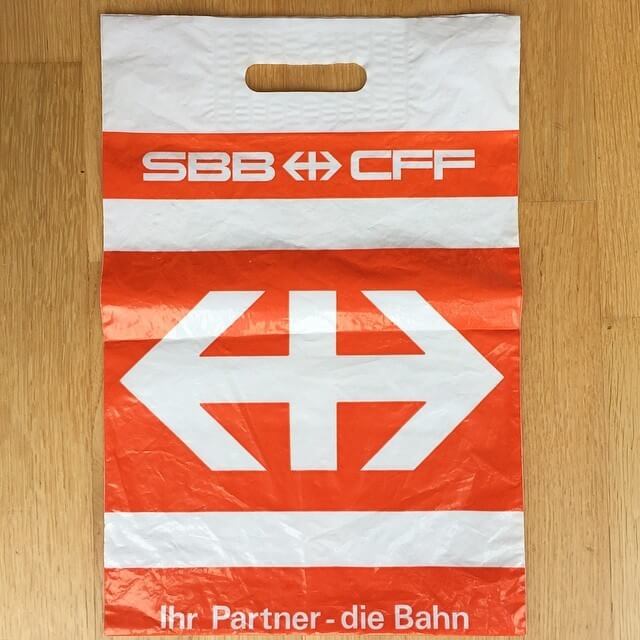 SBB CFF
Ihr Partner - die Bahn